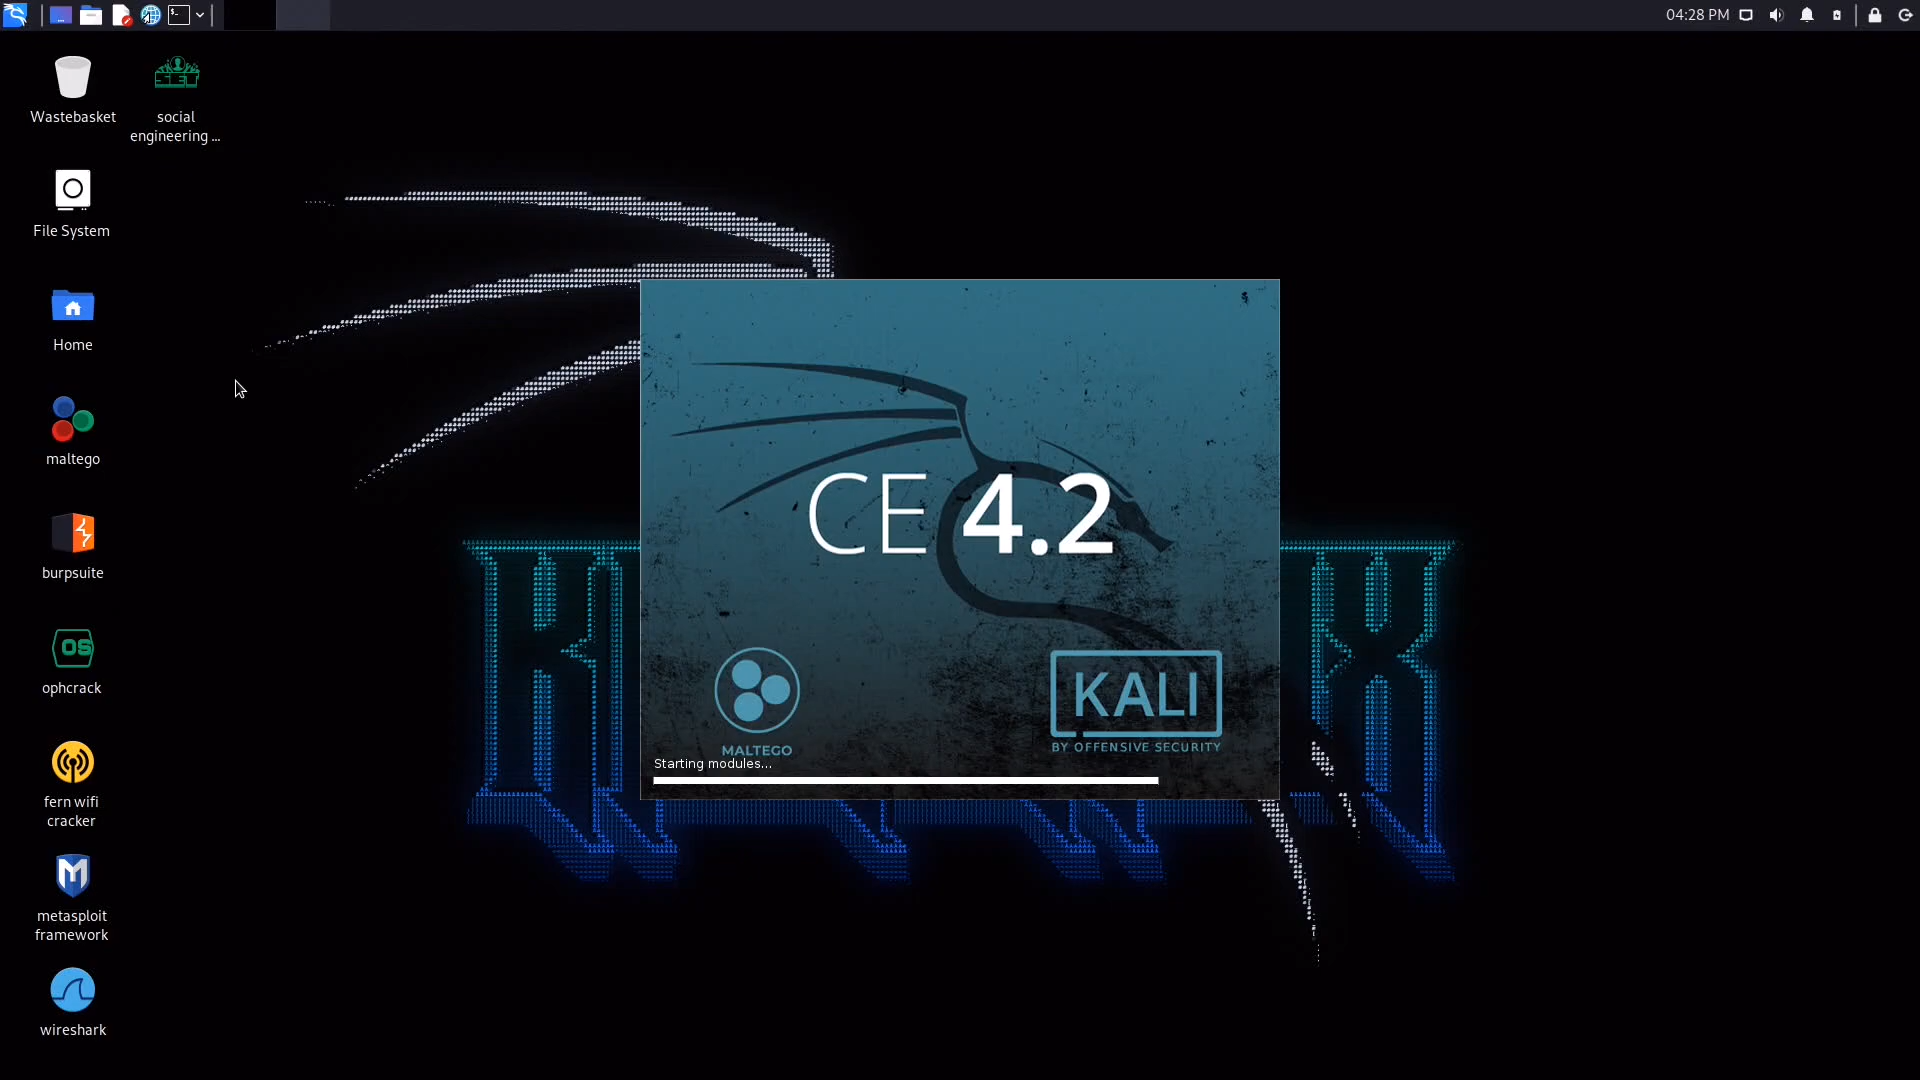 04:28 PM
Wastebasket
social
engineering ...
File System
Home
maltego
burpsuite
OS
ophcrack
fern wifi
cracker
metasploit
framework
wireshark
CE 4.2
MALTEGO
KALI
BY OFFENSIVE SECURITY
Starting modules...